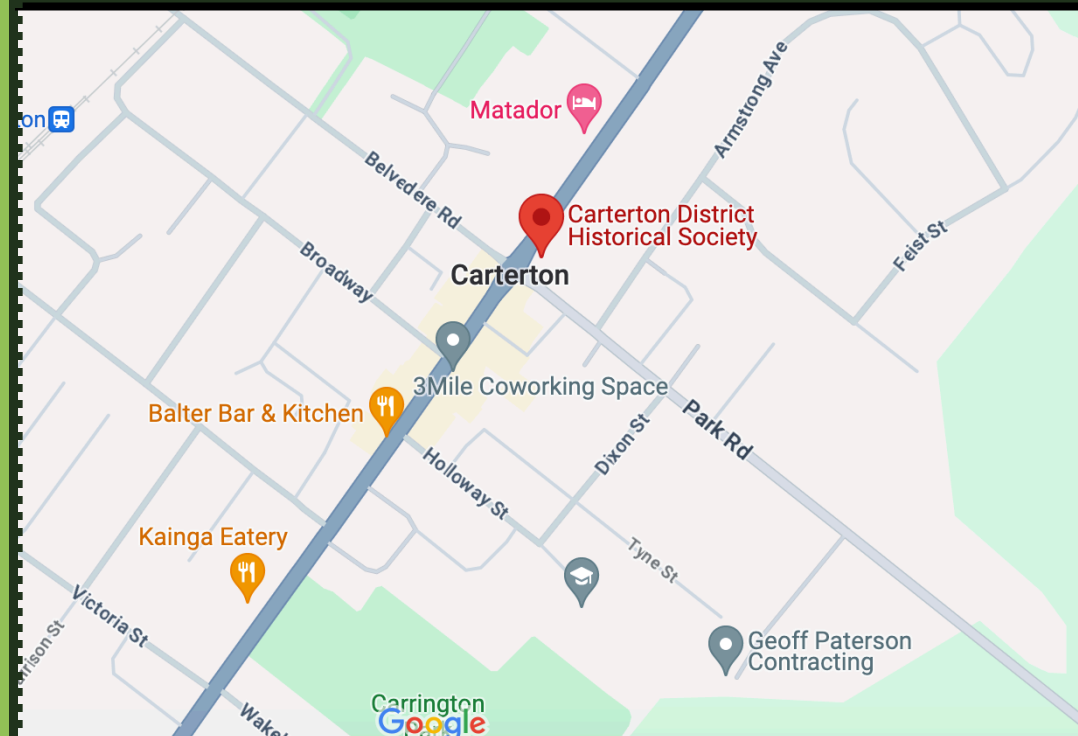 Armstrong Ave
Matador
on
Belvedere Rd
Carterton District
Historical Society
Feist St
Broadway
Carterton
3Mile Coworking Space
Balter Bar & Kitchen
Park Rd
Dixon St
Holloway St
Kainga Eatery
Tyne St
Victoria St
Geoff Paterson
Contracting
Carrington
Google